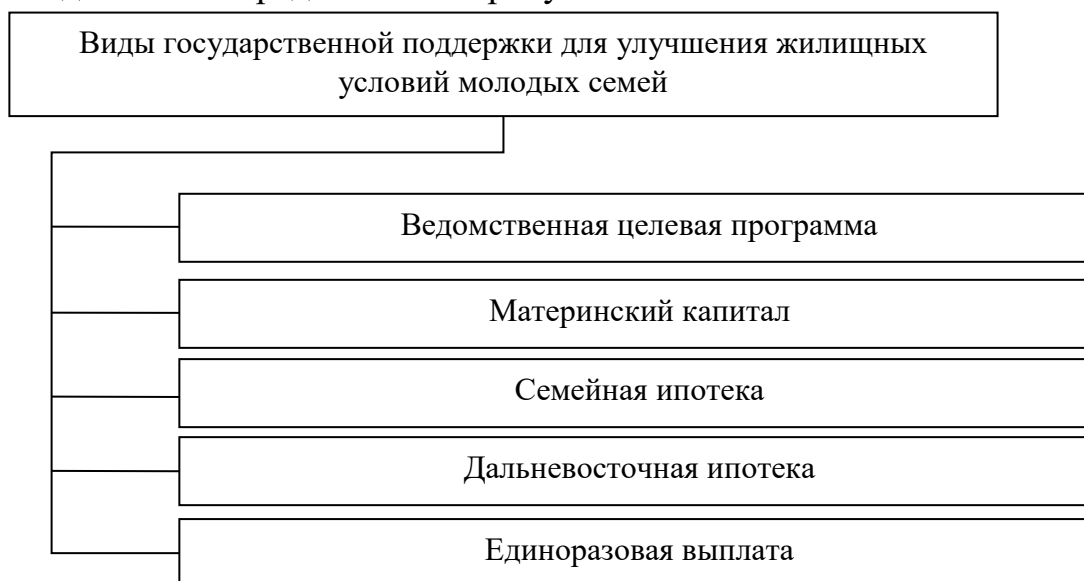 Виды государственной поддержки для улучшения жилищных
условий молодых семей
Ведомственная целевая программа
Материнский капитал
Семейная ипотека
Дальневосточная ипотека
Единоразовая выплата